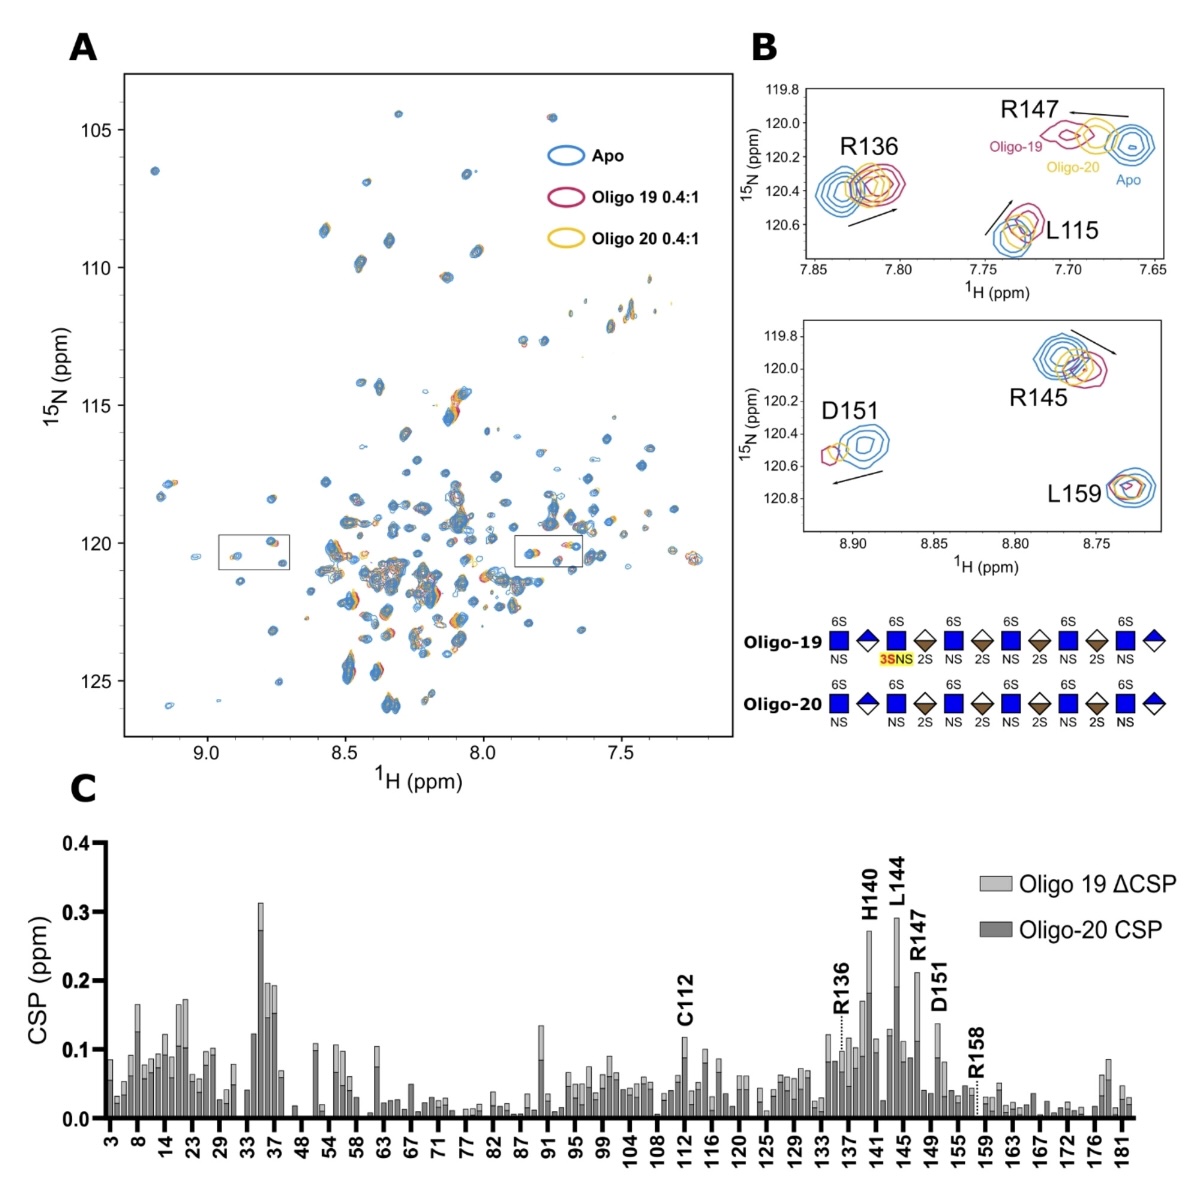 A
105
110
115
120
125
15N (ppm)
9.0 8.5 8.0 7.5
1H (ppm)
Apo
Oligo 19 0.4:1
Oligo 20 0.4:1
B
119.8
120.0
120.2
120.4
120.6
15N (ppm)
R147
R136
Oligo-19
Oligo-20
Apo
L115
7.85 7.80 7.75 7.70 7.65
1H (ppm)
119.8
120.0
120.2
120.4
120.6
120.8
15N (ppm)
R145
D151
L159
8.90 8.85 8.80 8.75
1H (ppm)
6S 6S 6S 6S 6S 6S
Oligo-19
NS 3SNS 2S NS 2S NS 2S NS 2S NS
6S 6S 6S 6S 6S 6S
Oligo-20
NS NS 2S NS 2S NS 2S NS 2S NS
C
0.4
0.3
0.2
0.1
0.0
CSP (ppm)
C112
R136
H140
L144
R147
D151
R158
Oligo 19 ΔCSP
Oligo-20 CSP
3 8 14 23 29 33 37 48 54 58 63 67 73 77 82 87 91 95 99 104 108 112 116 120 125 129 133 137 141 145 149 155 159 163 167 172 176 181